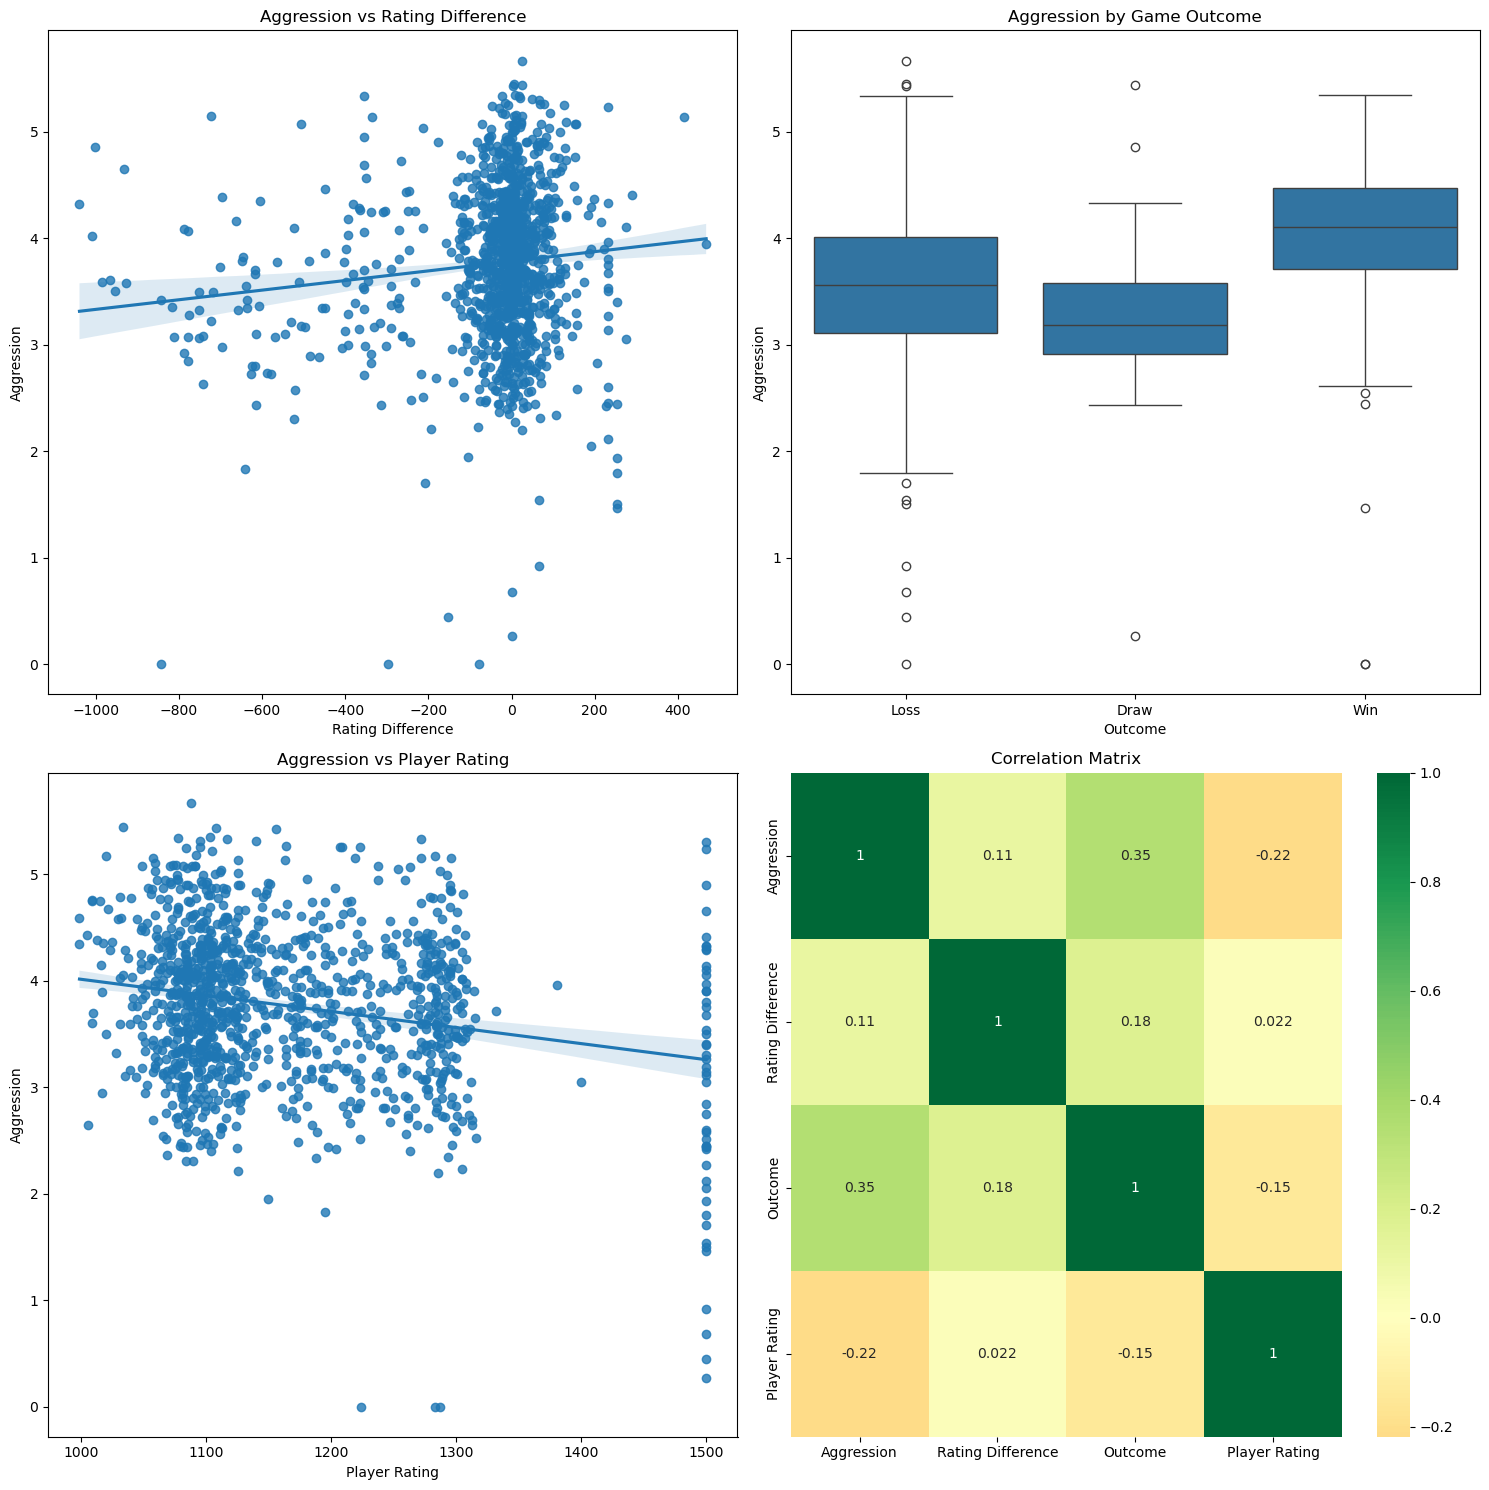 Aggression vs Rating Difference
Aggression
5
4
3
2
1
0
−1000 −800 −600 −400 −200 0 200 400
Rating Difference
Aggression by Game Outcome
Aggression
5
4
3
2
1
0
Loss Draw Win
Outcome
Aggression vs Player Rating
Aggression
5
4
3
2
1
0
1000 1100 1200 1300 1400 1500
Player Rating
Correlation Matrix
Aggression 1 0.11 0.35 -0.22
Rating Difference 0.11 1 0.18 0.022
Outcome 0.35 0.18 1 -0.15
Player Rating -0.22 0.022 -0.15 1
Aggression Rating Difference Outcome Player Rating
1.0
0.8
0.6
0.4
0.2
0.0
−0.2